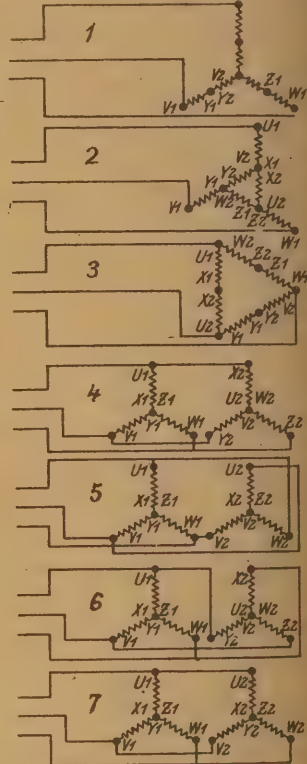 1
V2 Z1 W1
V1 Y1 Y2
U1
2
V2 X1
Y1 X2
W2 U2
V1 Z1 Z2 W1
3
W2
U1 Z2 Z1
X1 W1
X2 Y2 V2
U2 Y1 V1
4
U1 X2
X1 Z1 U2 W2
Y1 W1 V2 Z2
V1 Y2
5
U1 U2
X1 Z1 X2 Z2
Y1 W1 Y2
V1 V2 W2
6
U1 X2
X1 Z1 U2 W2
Y1 W1 V2 Z2
V1 Y2
7
U1 U2
X1 Z1 X2 Z2
Y1 W1 Y2 W2
V1 V2